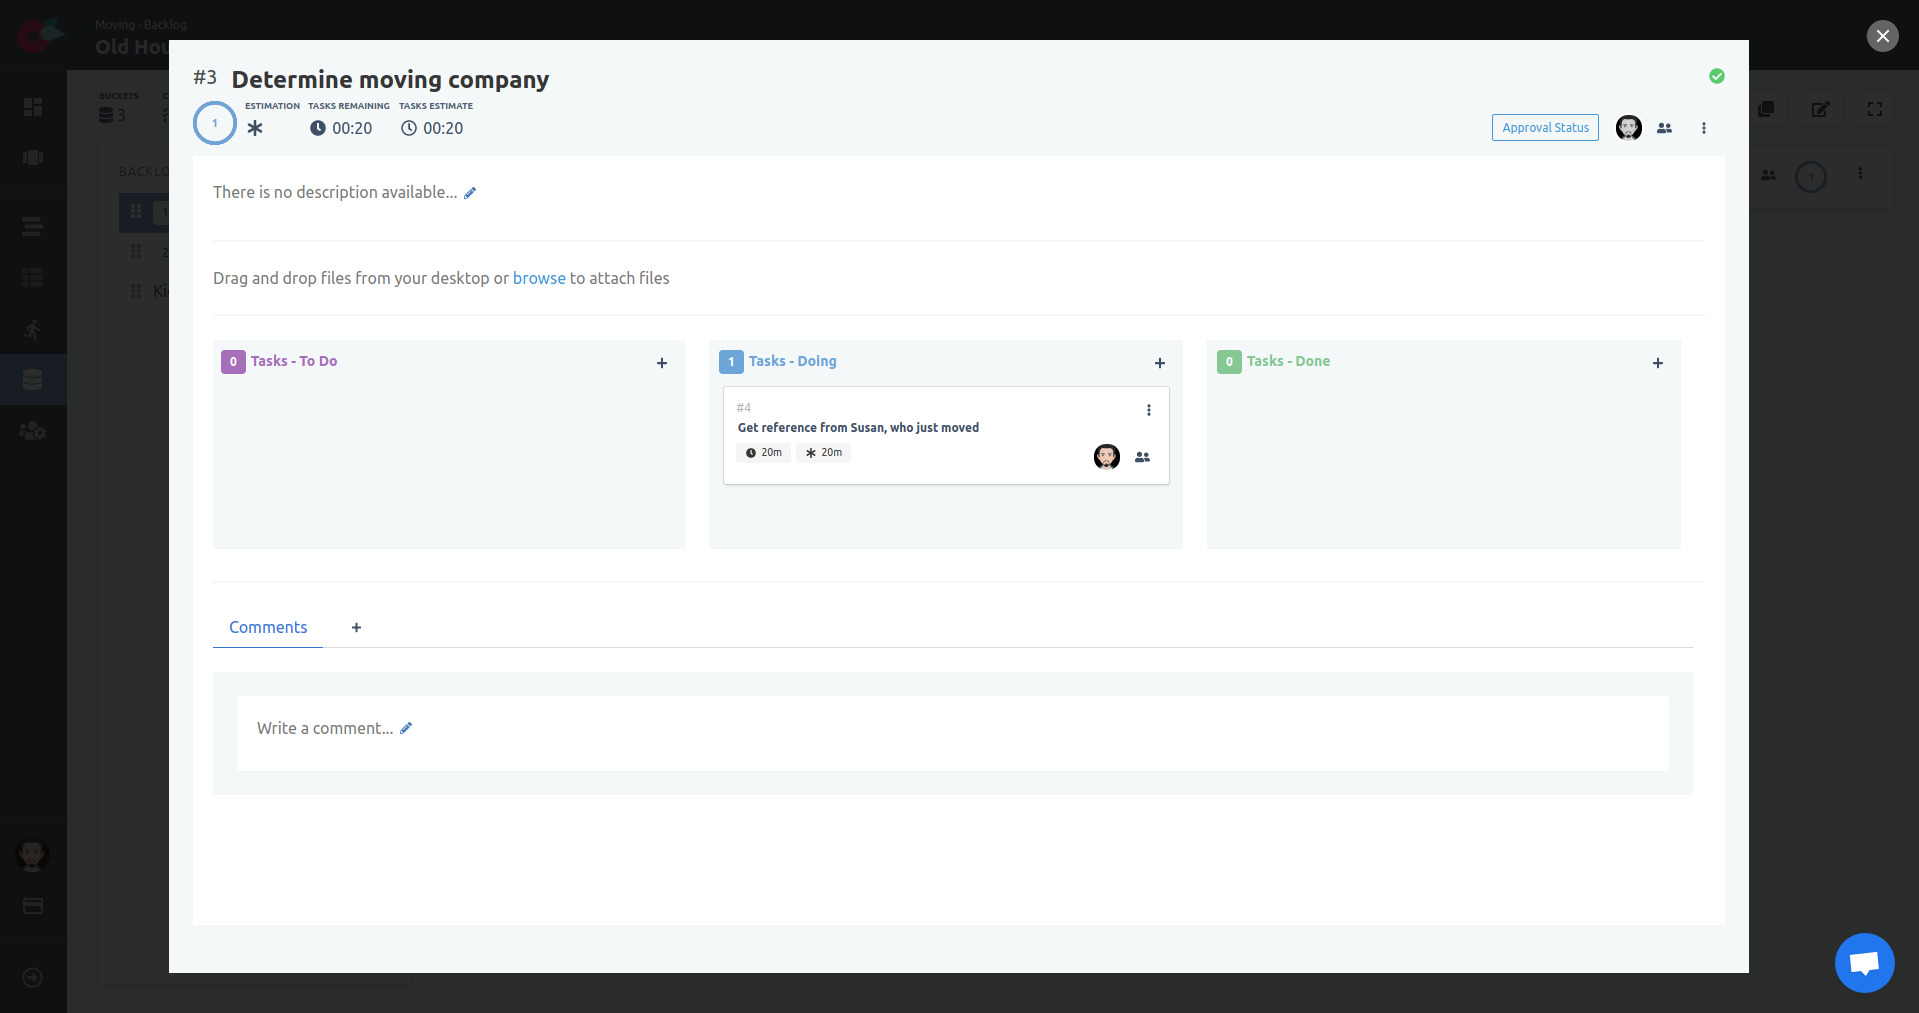 Moving - Backlog
Old Hou
#3 Determine moving company
1
ESTIMATION TASKS REMAINING TASKS ESTIMATE
00:20 00:20
Approval Status
BUCKETS
3
BACKLO
1
2
Ki
1
There is no description available...
Drag and drop files from your desktop or browse to attach files
0 Tasks - To Do
1 Tasks - Doing
#4
Get reference from Susan, who just moved
20m 20m
0 Tasks - Done
Comments
Write a comment...